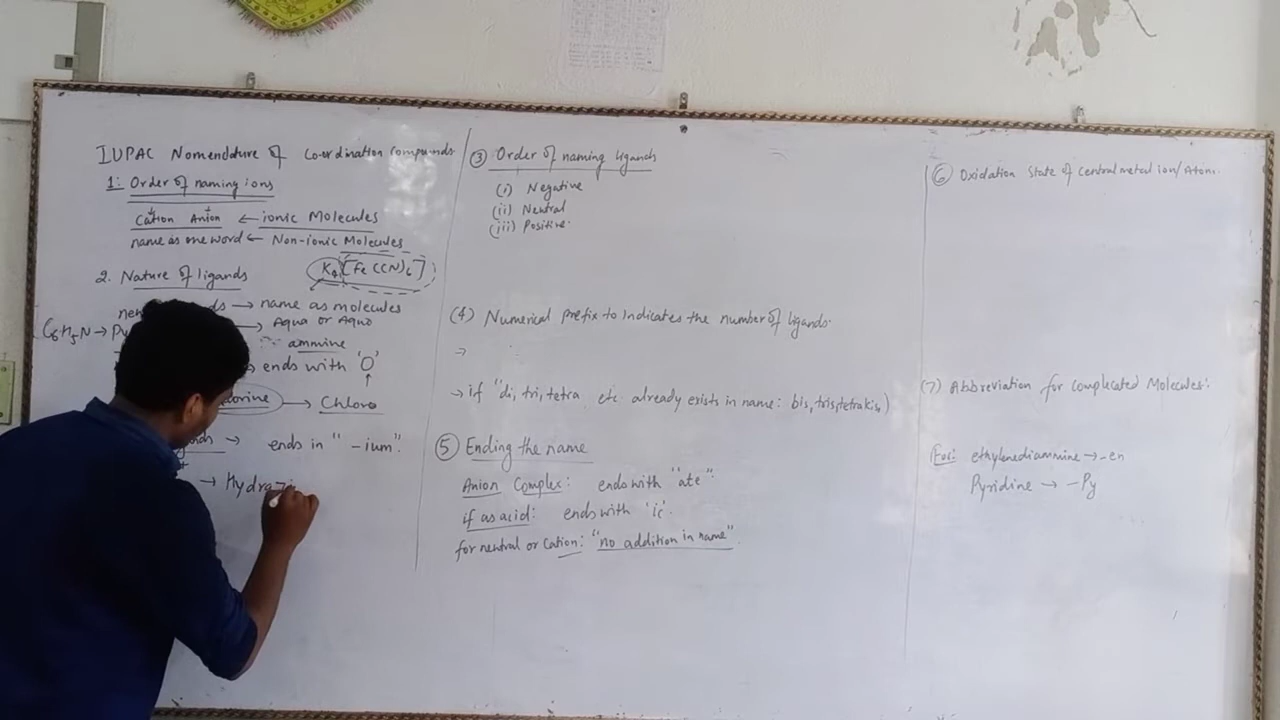 IUPAC Nomenclature of Co-ordination Compounds
1: Order of naming ions
Cation Anion ← ionic Molecules
name as one word ← Non-ionic Molecules
K4[Fe(CN)6]
2. Nature of ligands
→ name as molecules
→ Aqua or Aquo
C6H5N → Py
ammine
ends with 'O'
→ Chloro
→ ends in "-ium".
→ Hydrazi
③ Order of naming ligands
(i) Negative
(ii) Neutral
(iii) Positive.
(4) Numerical prefix to indicates the number of ligands.
→
→ if "di, tri, tetra etc. already exists in name: bis, tris, tetrakis,)
⑤ Ending the name
Anion Complex: ends with "ate".
if as acid: ends with 'ic'.
for neutral or Cation: "no addition in name"
⑥ Oxidation State of central metal ion/Atom.
(7) Abbreviation for Complecated Molecules:
For: ethylenediammine → -en
Pyridine → -Py